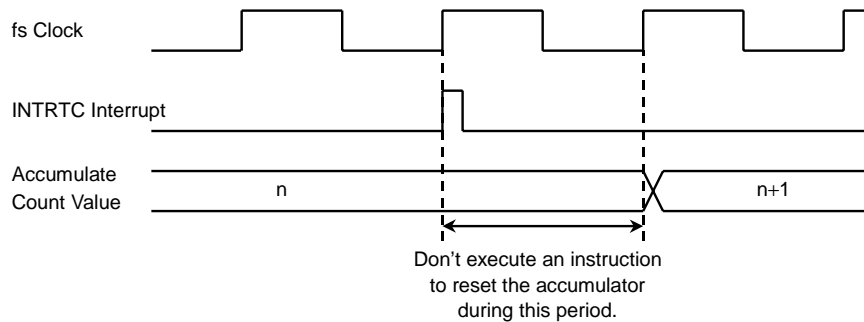 fs Clock
INTRTC Interrupt
Accumulate
Count Value
n
n+1
Don't execute an instruction
to reset the accumulator
during this period.